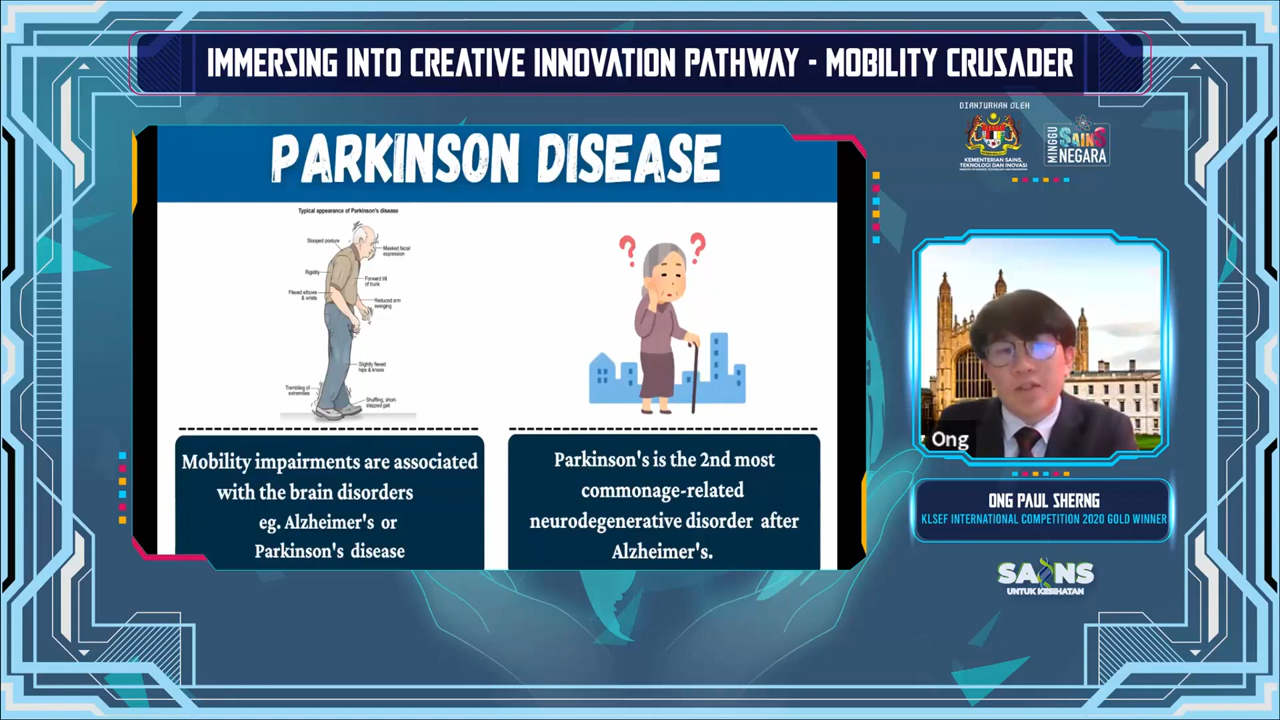 IMMERSING INTO CREATIVE INNOVATION PATHWAY - MOBILITY CRUSADER
DIANJURKAN OLEH
KEMENTERIAN SAINS,
TEKNOLOGI DAN INOVASI
MINGGU
SAINS
NEGARA
PARKINSON DISEASE
Typical appearance of Parkinson's disease
Stooped posture
Masked facial
expression
Rigidity
Forward tilt
of trunk
Flexed elbows
& wrists
Reduced arm
swinging
Slightly flexed
hips & knees
Trembling of
extremities
Shuffling, short-
stepped gait
? ?
Mobility impairments are associated
with the brain disorders
eg. Alzheimer's or
Parkinson's disease
Parkinson's is the 2nd most
commonage-related
neurodegenerative disorder after
Alzheimer's.
Ong
ONG PAUL SHERNG
KLSEF INTERNATIONAL COMPETITION 2020 GOLD WINNER
SAINS
UNTUK KESIHATAN